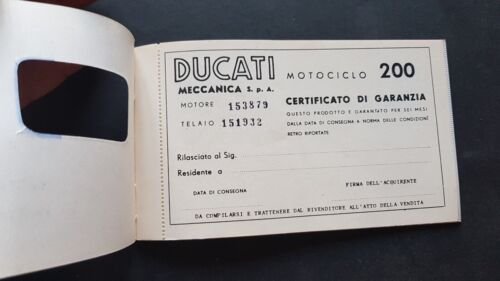 DUCATI
MECCANICA S.p.A.
MOTOCICLO 200
MOTORE 153879
TELAIO 151932
CERTIFICATO DI GARANZIA
QUESTO PRODOTTO E GARANTITO PER SEI MESI
DALLA DATA DI CONSEGNA A NORMA DELLE CONDIZIONI
RETRO RIPORTATE
Rilasciato al Sig.
Residente a
DATA DI CONSEGNA
FIRMA DELL'ACQUIRENTE
DA COMPILARSI E TRATTENERE DAL RIVENDITORE ALL'ATTO DELLA VENDITA